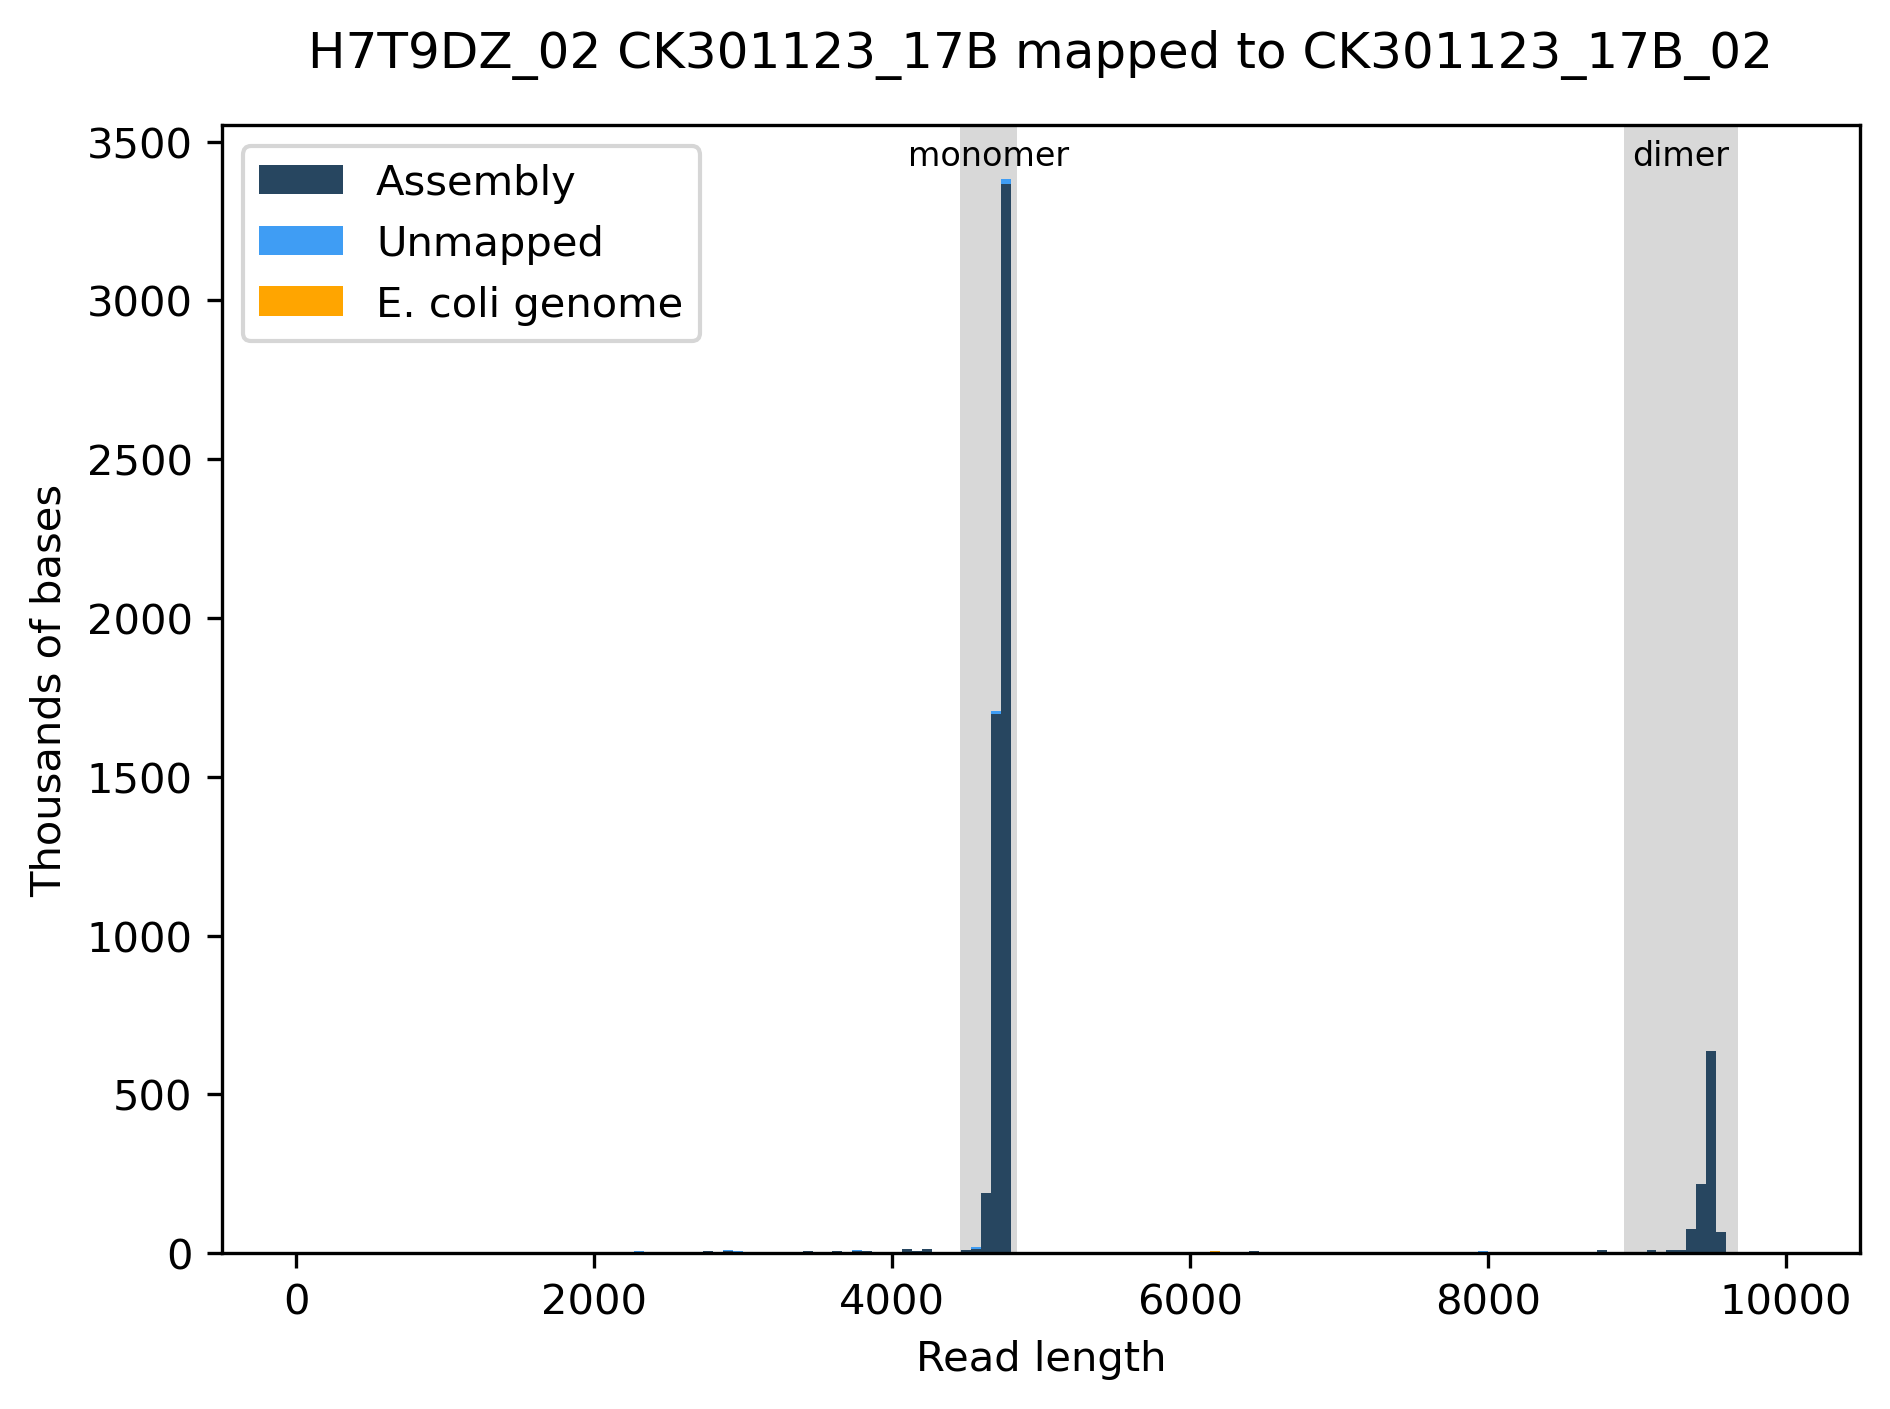 H7T9DZ_02 CK301123_17B mapped to CK301123_17B_02
Assembly
Unmapped
E. coli genome
monomer
dimer
3500
3000
2500
2000
1500
1000
500
0
Thousands of bases
0 2000 4000 6000 8000 10000
Read length